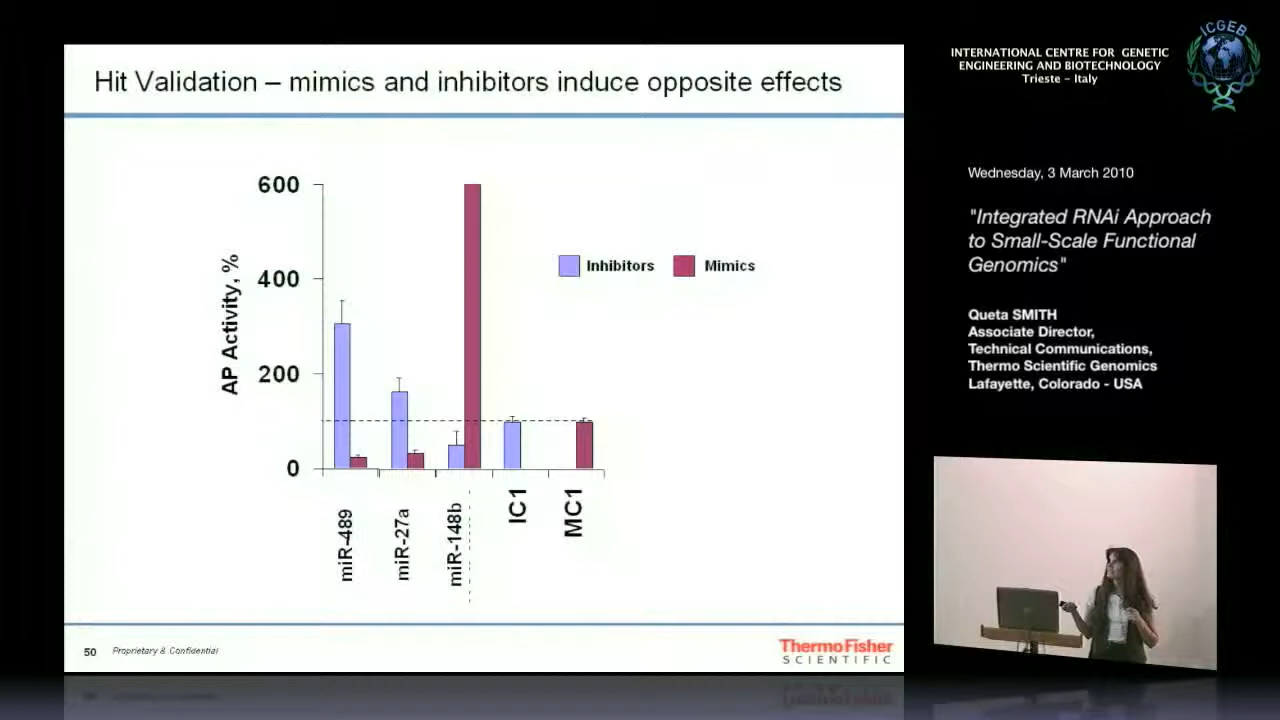 Hit Validation – mimics and inhibitors induce opposite effects
600
400
200
0
AP Activity, %
Inhibitors
Mimics
miR-489
miR-27a
miR-148b
IC1
MC1
50
Proprietary & Confidential
ThermoFisher
SCIENTIFIC
INTERNATIONAL CENTRE FOR GENETIC
ENGINEERING AND BIOTECHNOLOGY
Trieste – Italy
ICGEB
Wednesday, 3 March 2010
"Integrated RNAi Approach
to Small-Scale Functional
Genomics"
Queta SMITH
Associate Director,
Technical Communications,
Thermo Scientific Genomics
Lafayette, Colorado - USA